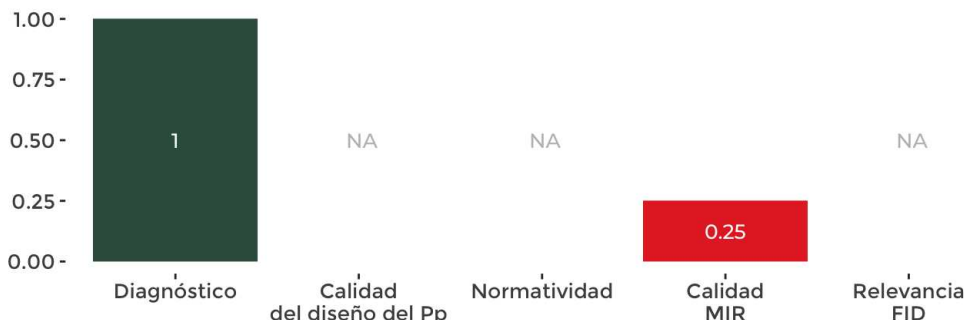 1.00
0.75
0.50
0.25
0.00
1
NA
NA
0.25
NA
Diagnóstico
Calidad
del diseño del Pp
Normatividad
Calidad
MIR
Relevancia
FID